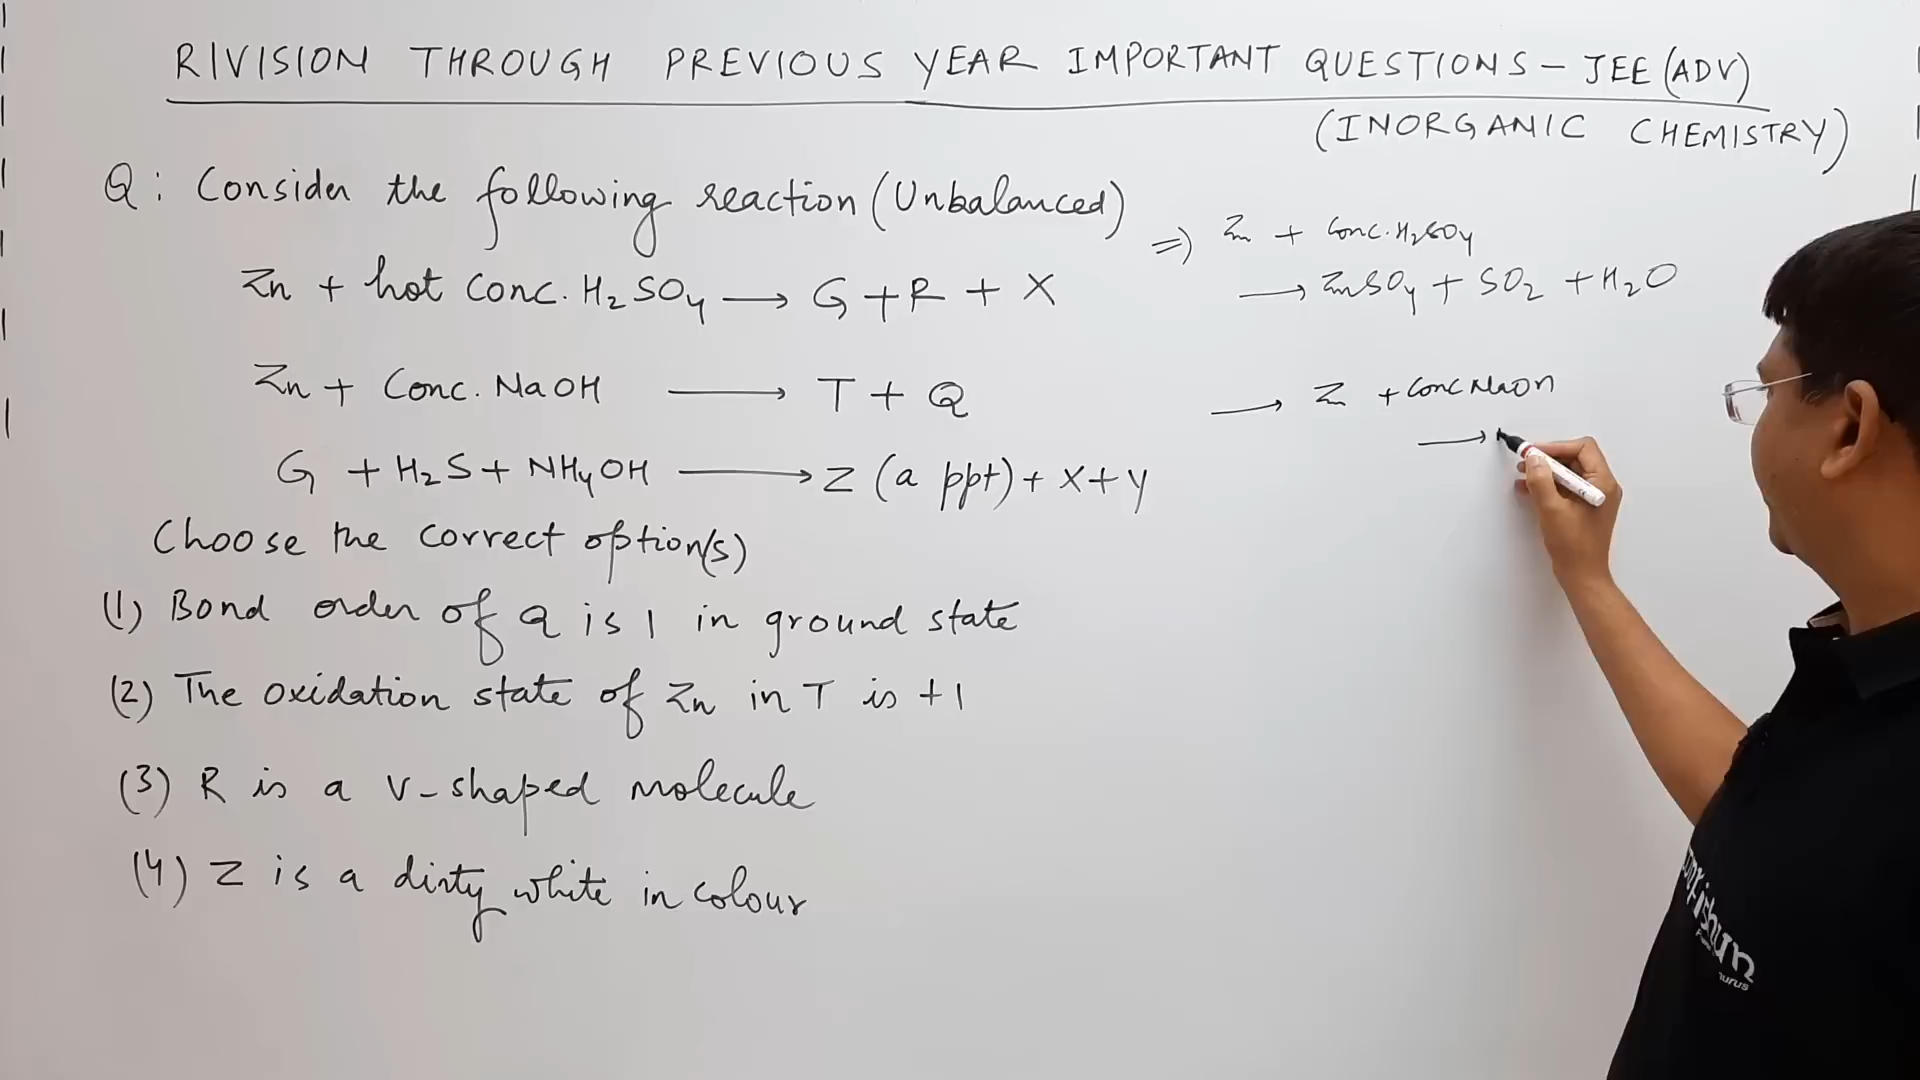 RIVISION THROUGH PREVIOUS YEAR IMPORTANT QUESTIONS - JEE (ADV)
(INORGANIC CHEMISTRY)
Q: Consider the following reaction (Unbalanced)
Zn + hot Conc. H₂SO₄ ⟶ G + R + X
Zn + Conc. NaOH ⟶ T + Q
G + H₂S + NH₄OH ⟶ Z (a ppt) + X + Y
Choose the correct option(s)
(1) Bond order of Q is 1 in ground state
(2) The oxidation state of Zn in T is +1
(3) R is a V-shaped molecule
(4) Z is a dirty white in colour
⇒ Zn + Conc. H₂SO₄
⟶ ZnSO₄ + SO₂ + H₂O
⟶ Zn + Conc NaOH
⟶